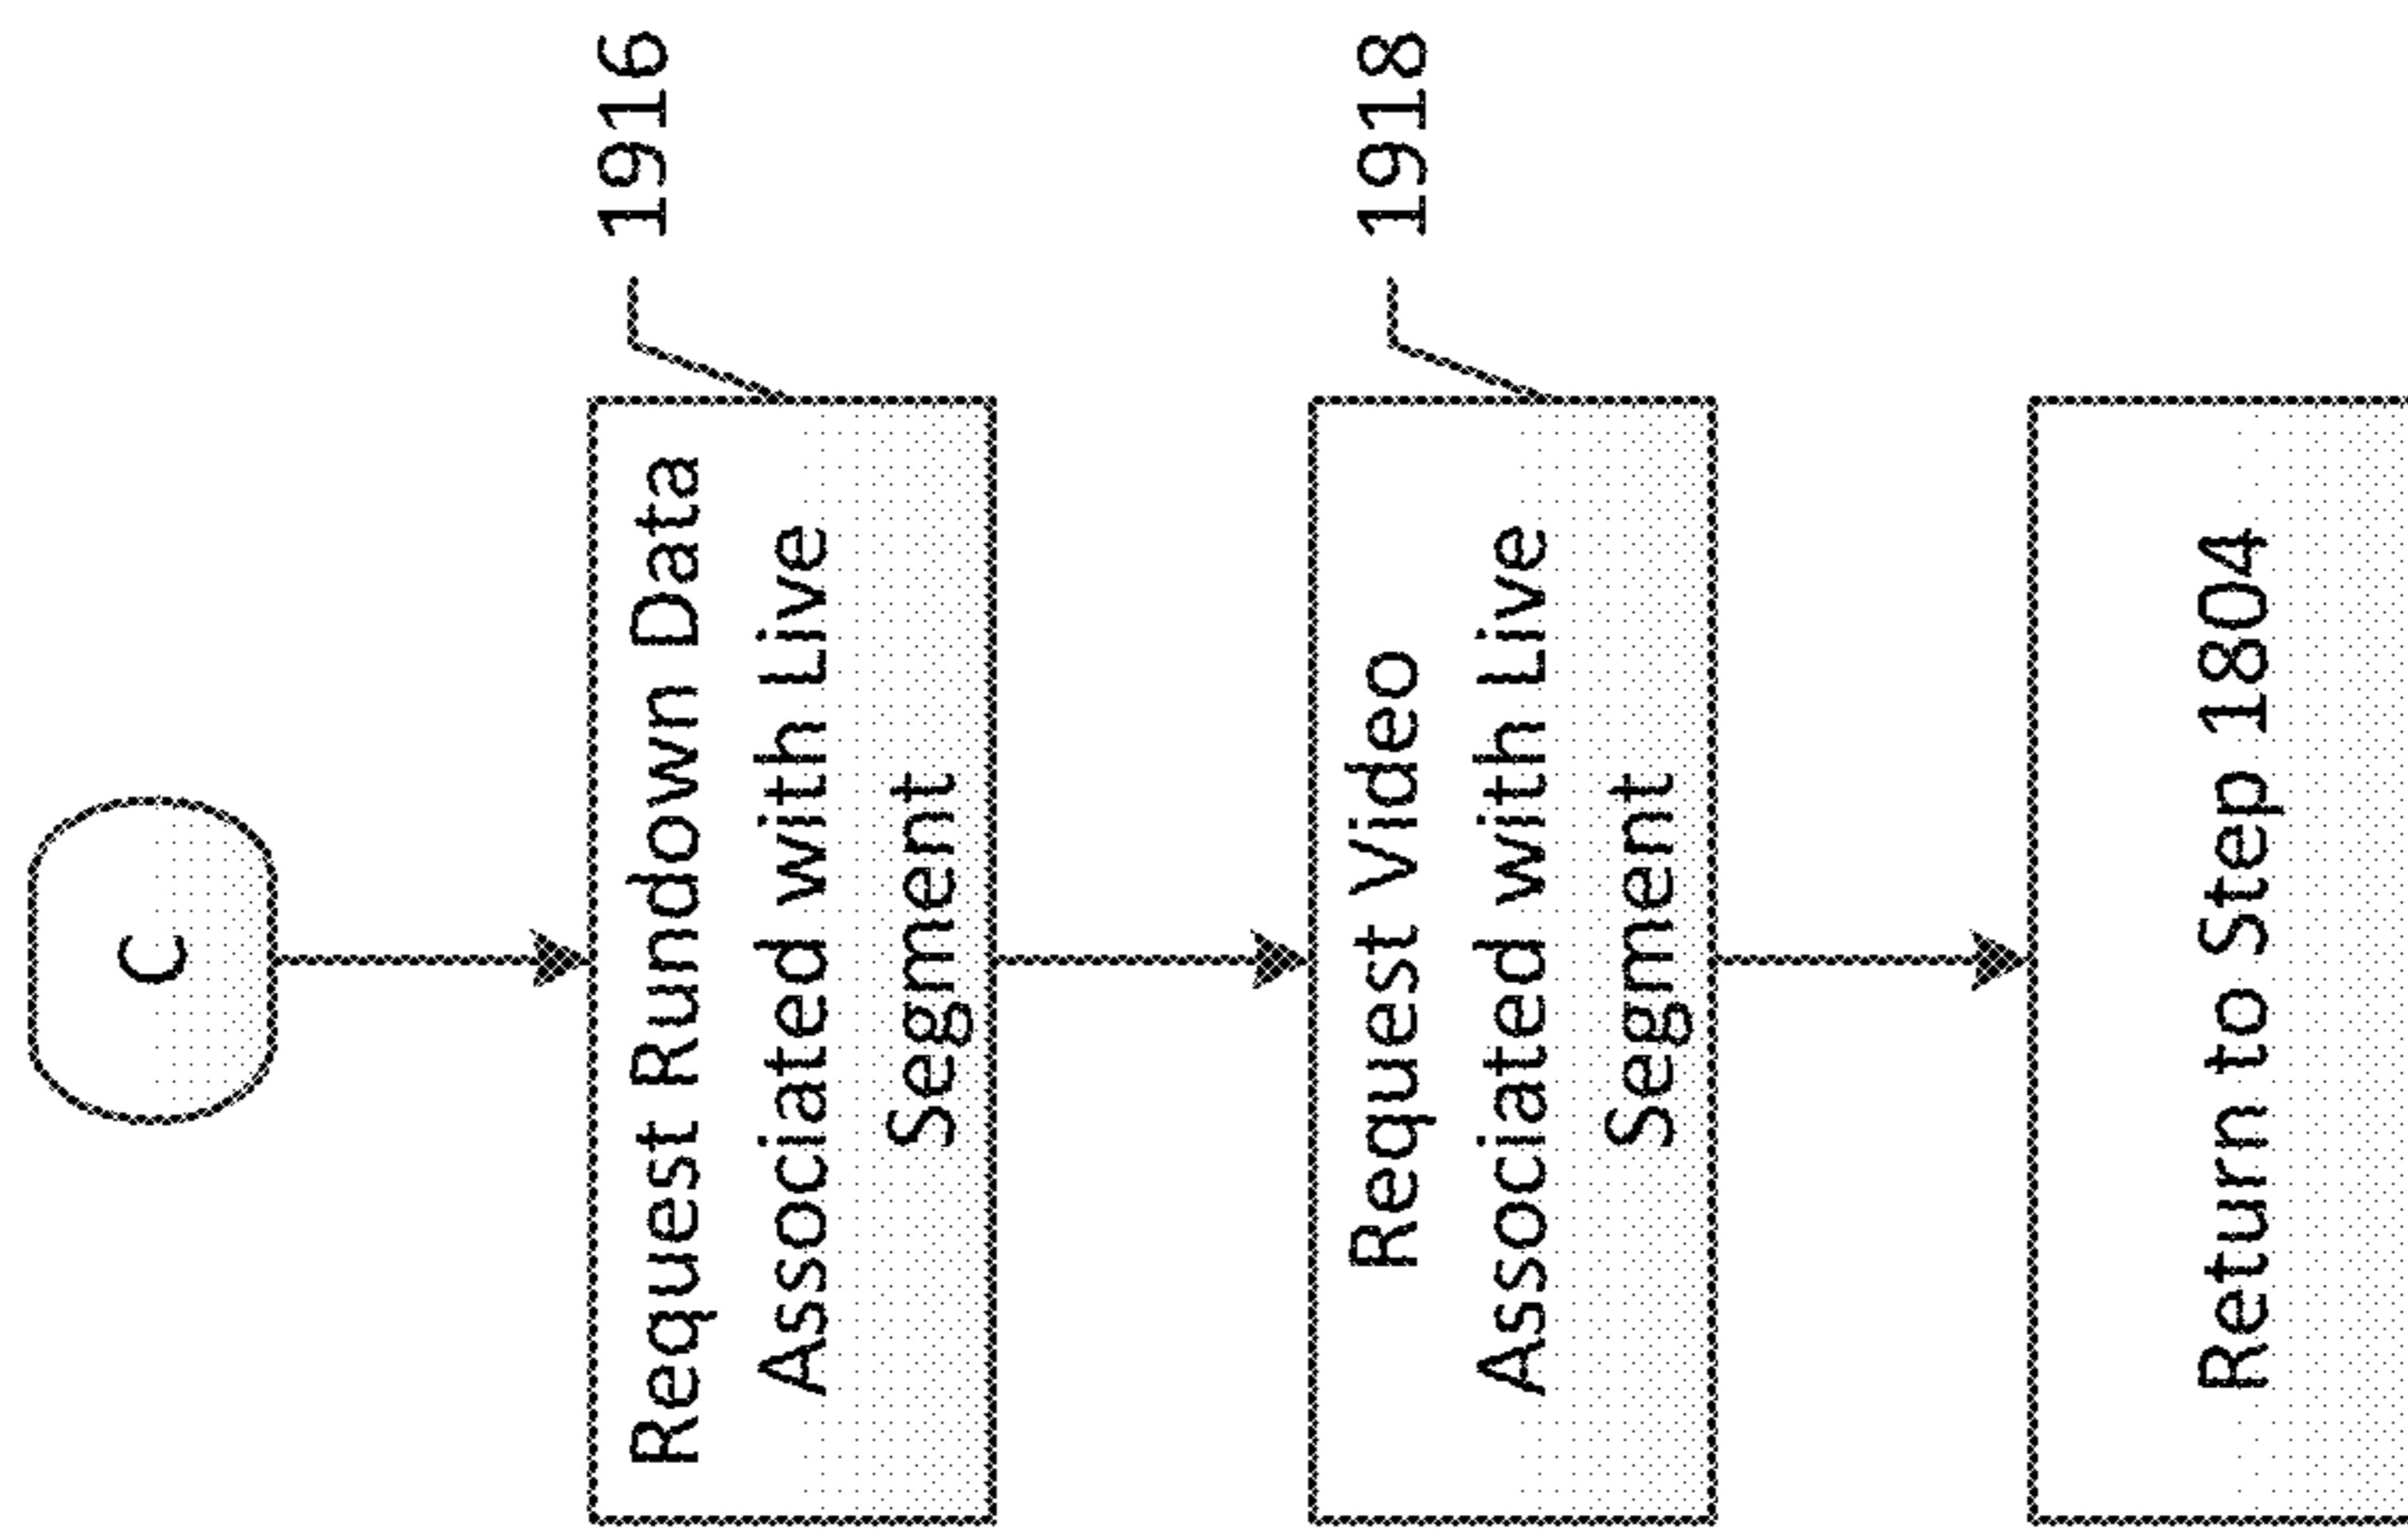 C
Request Rundown Data
Associated with Live
Segment
1916
Request Video
Associated with Live
Segment
1918
Return to Step 1804